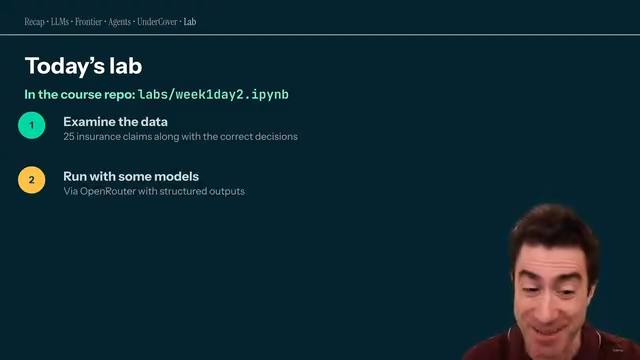 Recap • LLMs • Frontier • Agents • UnderCover • Lab
Today's lab
In the course repo: labs/week1day2.ipynb
1
Examine the data
25 insurance claims along with the correct decisions
2
Run with some models
Via OpenRouter with structured outputs